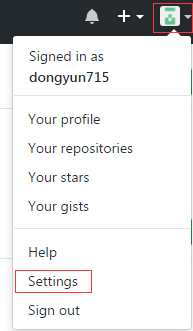 Signed in as
dongyun715
Your profile
Your repositories
Your stars
Your gists
Help
Settings
Sign out